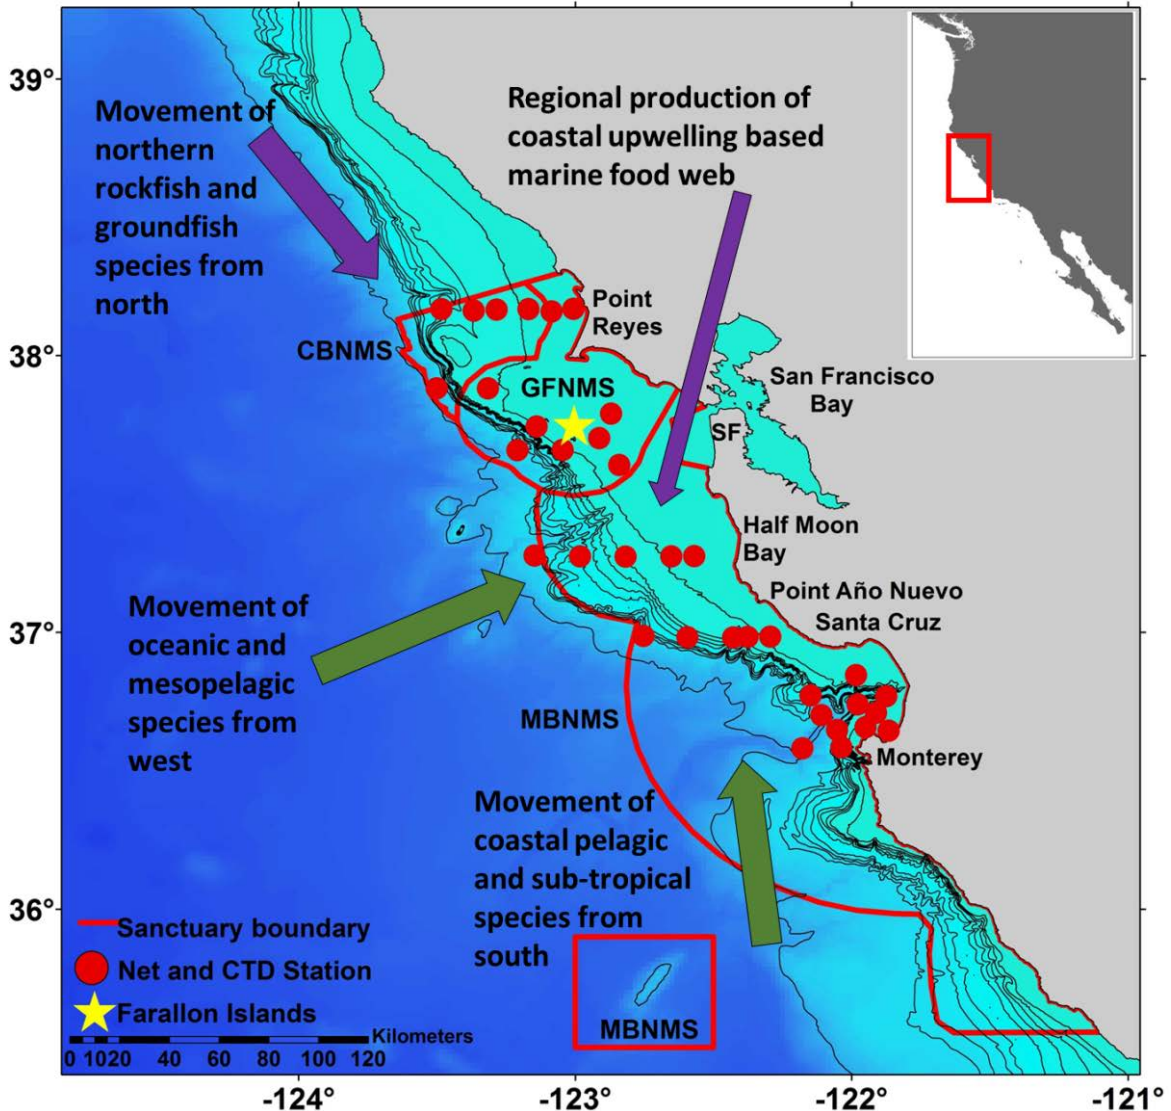 39°
38°
37°
36°
Movement of
northern
rockfish and
groundfish
species from
north
Regional production of
coastal upwelling based
marine food web
Point
Reyes
CBNMS
GFNMS
San Francisco
Bay
SF
Half Moon
Bay
Point Año Nuevo
Santa Cruz
Movement of
oceanic and
mesopelagic
species from
west
MBNMS
Monterey
Movement of
coastal pelagic
and sub-tropical
species from
south
MBNMS
Sanctuary boundary
Net and CTD Station
Farallon Islands
Kilometers
0 10 20 40 60 80 100 120
-124° -123° -122° -121°